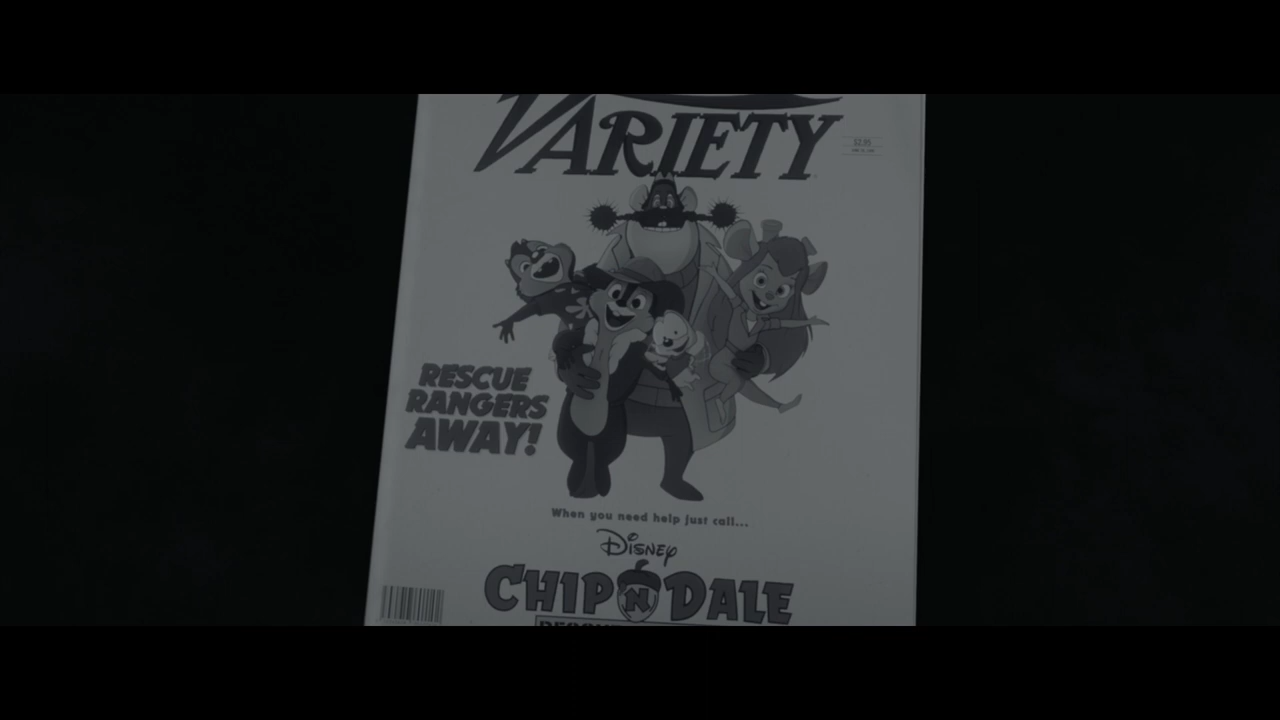 VARIETY
$2.95
RESCUE
RANGERS
AWAY!
When you need help just call...
DISNEY
CHIP 'N DALE